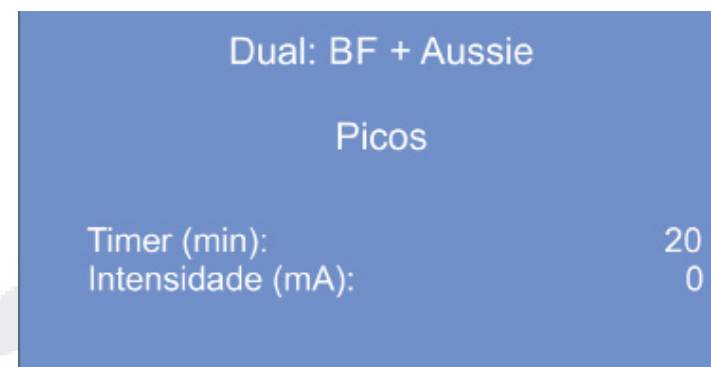 Dual: BF + Aussie
Picos
Timer (min): 20
Intensidade (mA): 0